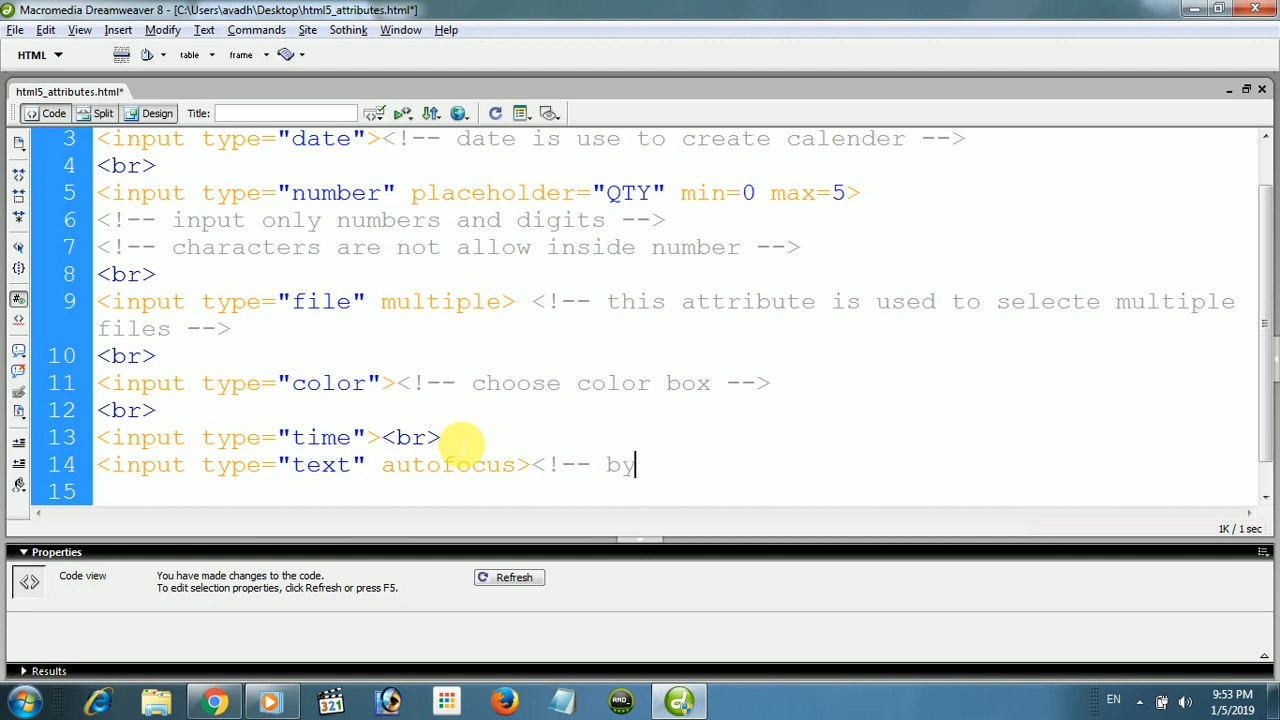 Macromedia Dreamweaver 8 - [C:\Users\avadh\Desktop\html5_attributes.html*]
File Edit View Insert Modify Text Commands Site Sothink Window Help
HTML table frame
html5_attributes.html*
Code Split Design Title:
3 <input type="date"><!-- date is use to create calender -->
4 <br>
5 <input type="number" placeholder="QTY" min=0 max=5>
6 <!-- input only numbers and digits -->
7 <!-- characters are not allow inside number -->
8 <br>
9 <input type="file" multiple> <!-- this attribute is used to selecte multiple
files -->
10 <br>
11 <input type="color"><!-- choose color box -->
12 <br>
13 <input type="time"><br>
14 <input type="text" autofocus><!-- by
15
1K / 1 sec
Properties
Code view You have made changes to the code. Refresh
To edit selection properties, click Refresh or press F5.
Results
321 AND_ EN 9:53 PM
1/5/2019